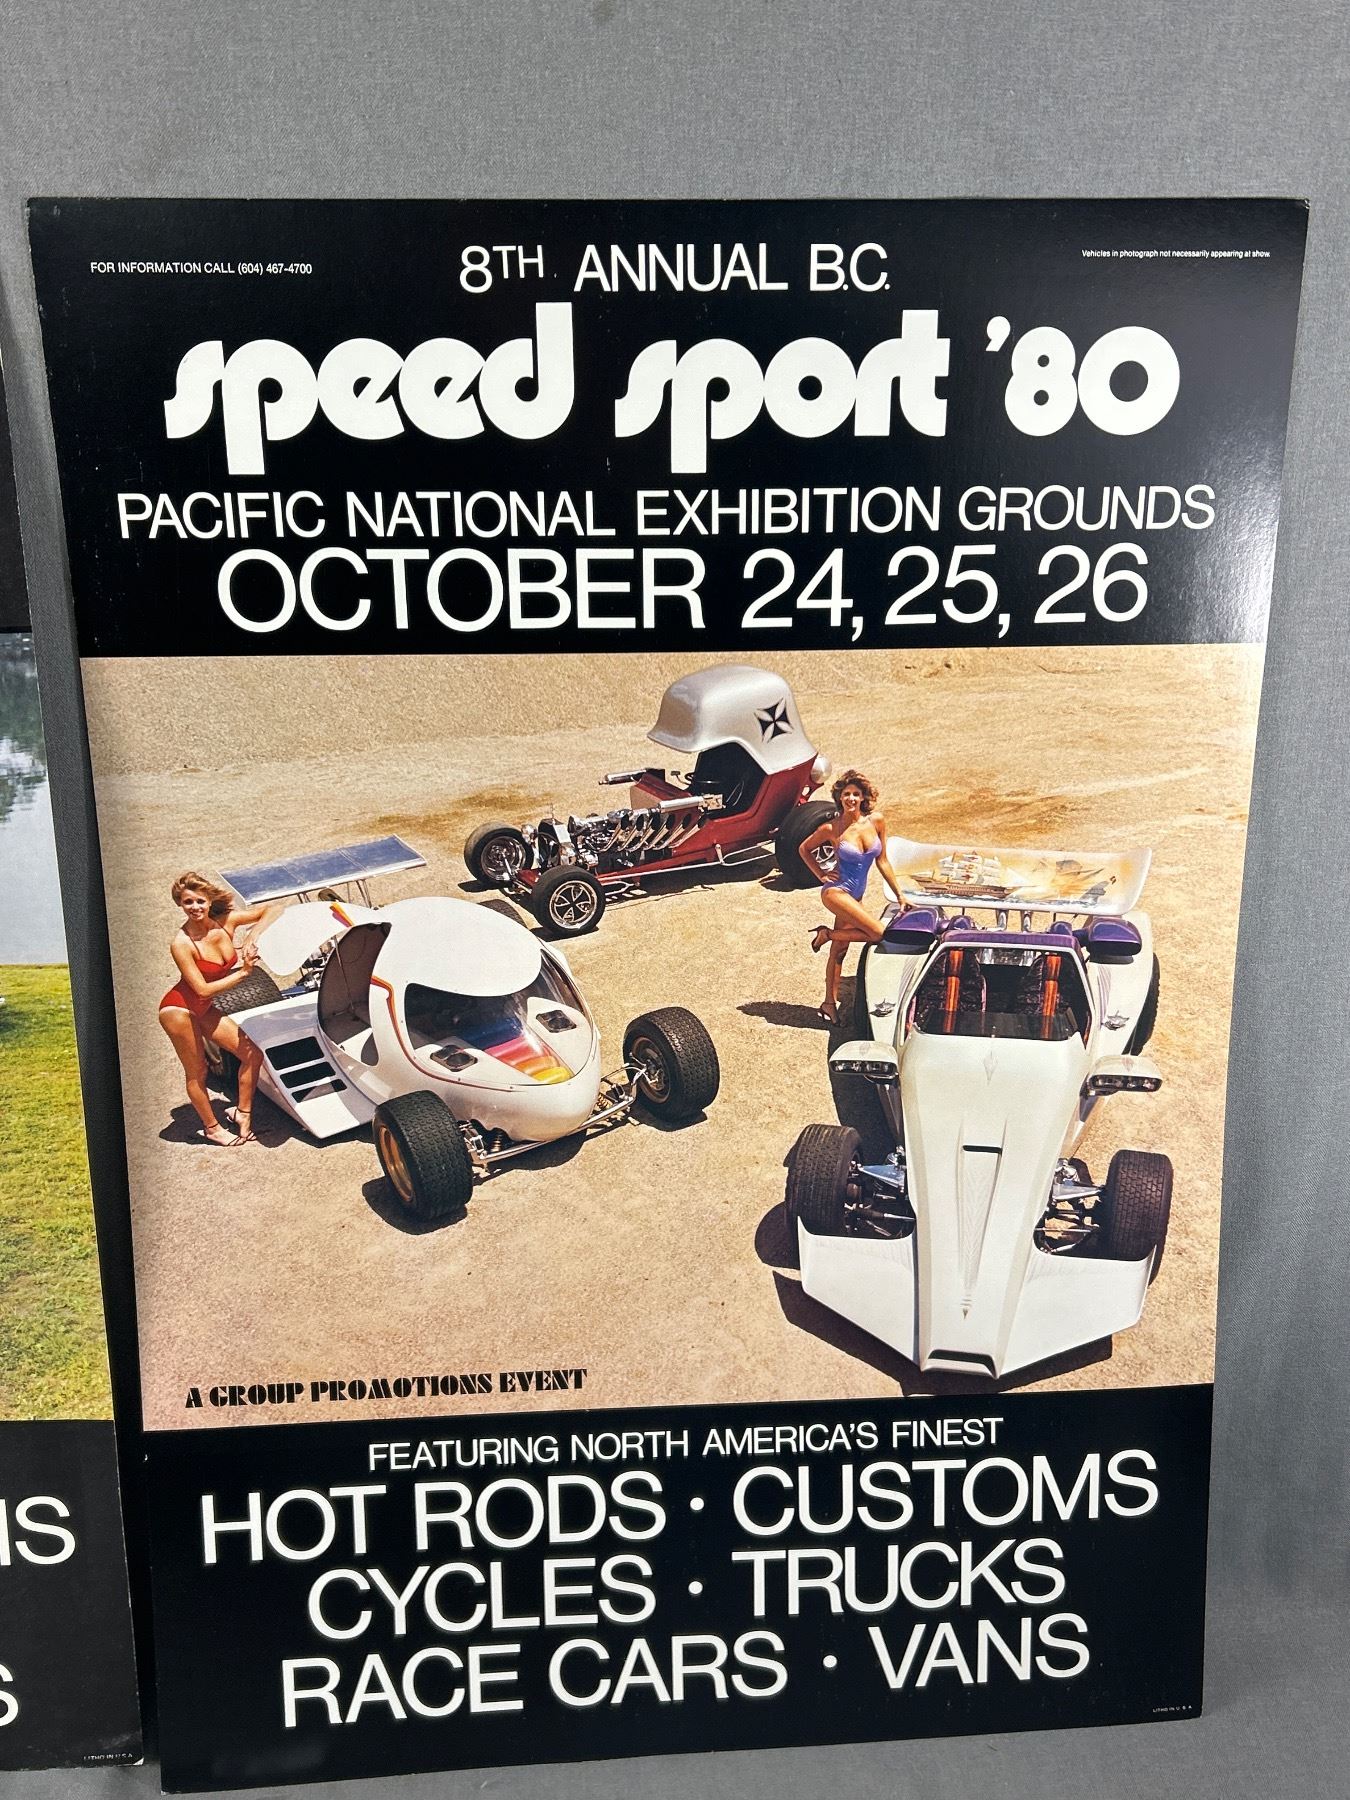 FOR INFORMATION CALL (604) 467-4700
Vehicles in photograph not necessarily appearing at show.
8TH ANNUAL B.C.
speed sport '80
PACIFIC NATIONAL EXHIBITION GROUNDS
OCTOBER 24, 25, 26
A GROUP PROMOTIONS EVENT
FEATURING NORTH AMERICA'S FINEST
HOT RODS · CUSTOMS
CYCLES · TRUCKS
RACE CARS · VANS
LITHO IN U S A
LITHO IN U.S.A.